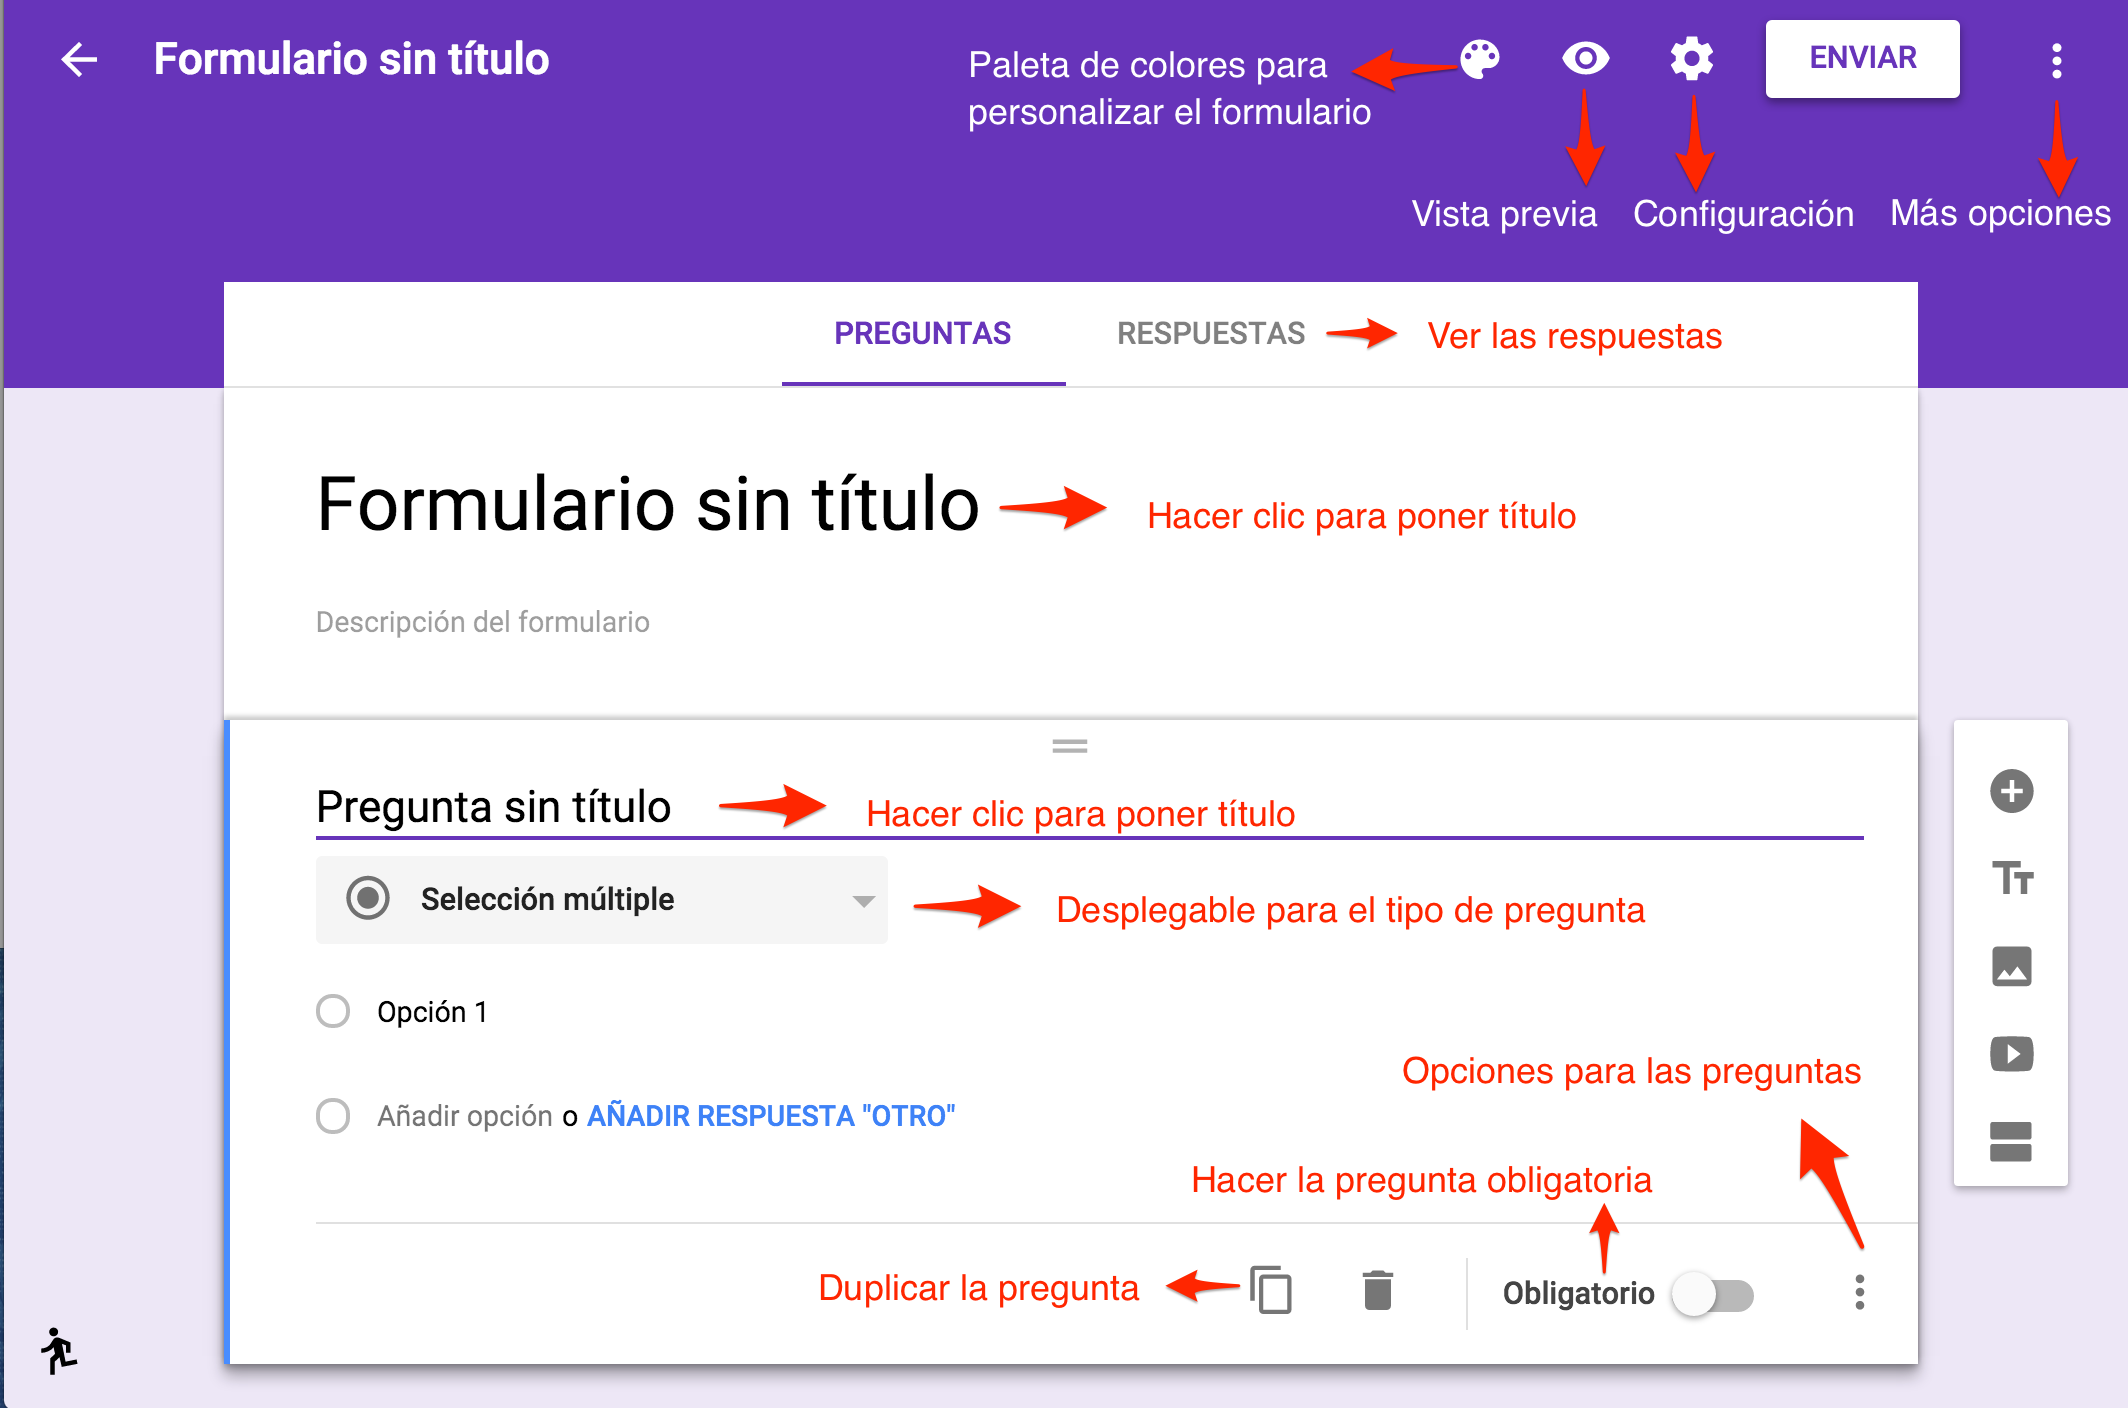 Formulario sin título
Paleta de colores para
personalizar el formulario
ENVIAR
Vista previa
Configuración
Más opciones
PREGUNTAS
RESPUESTAS
Ver las respuestas
Formulario sin título
Hacer clic para poner título
Descripción del formulario
Pregunta sin título
Hacer clic para poner título
Selección múltiple
Desplegable para el tipo de pregunta
Opción 1
Opciones para las preguntas
Añadir opción o AÑADIR RESPUESTA "OTRO"
Hacer la pregunta obligatoria
Duplicar la pregunta
Obligatorio
TT